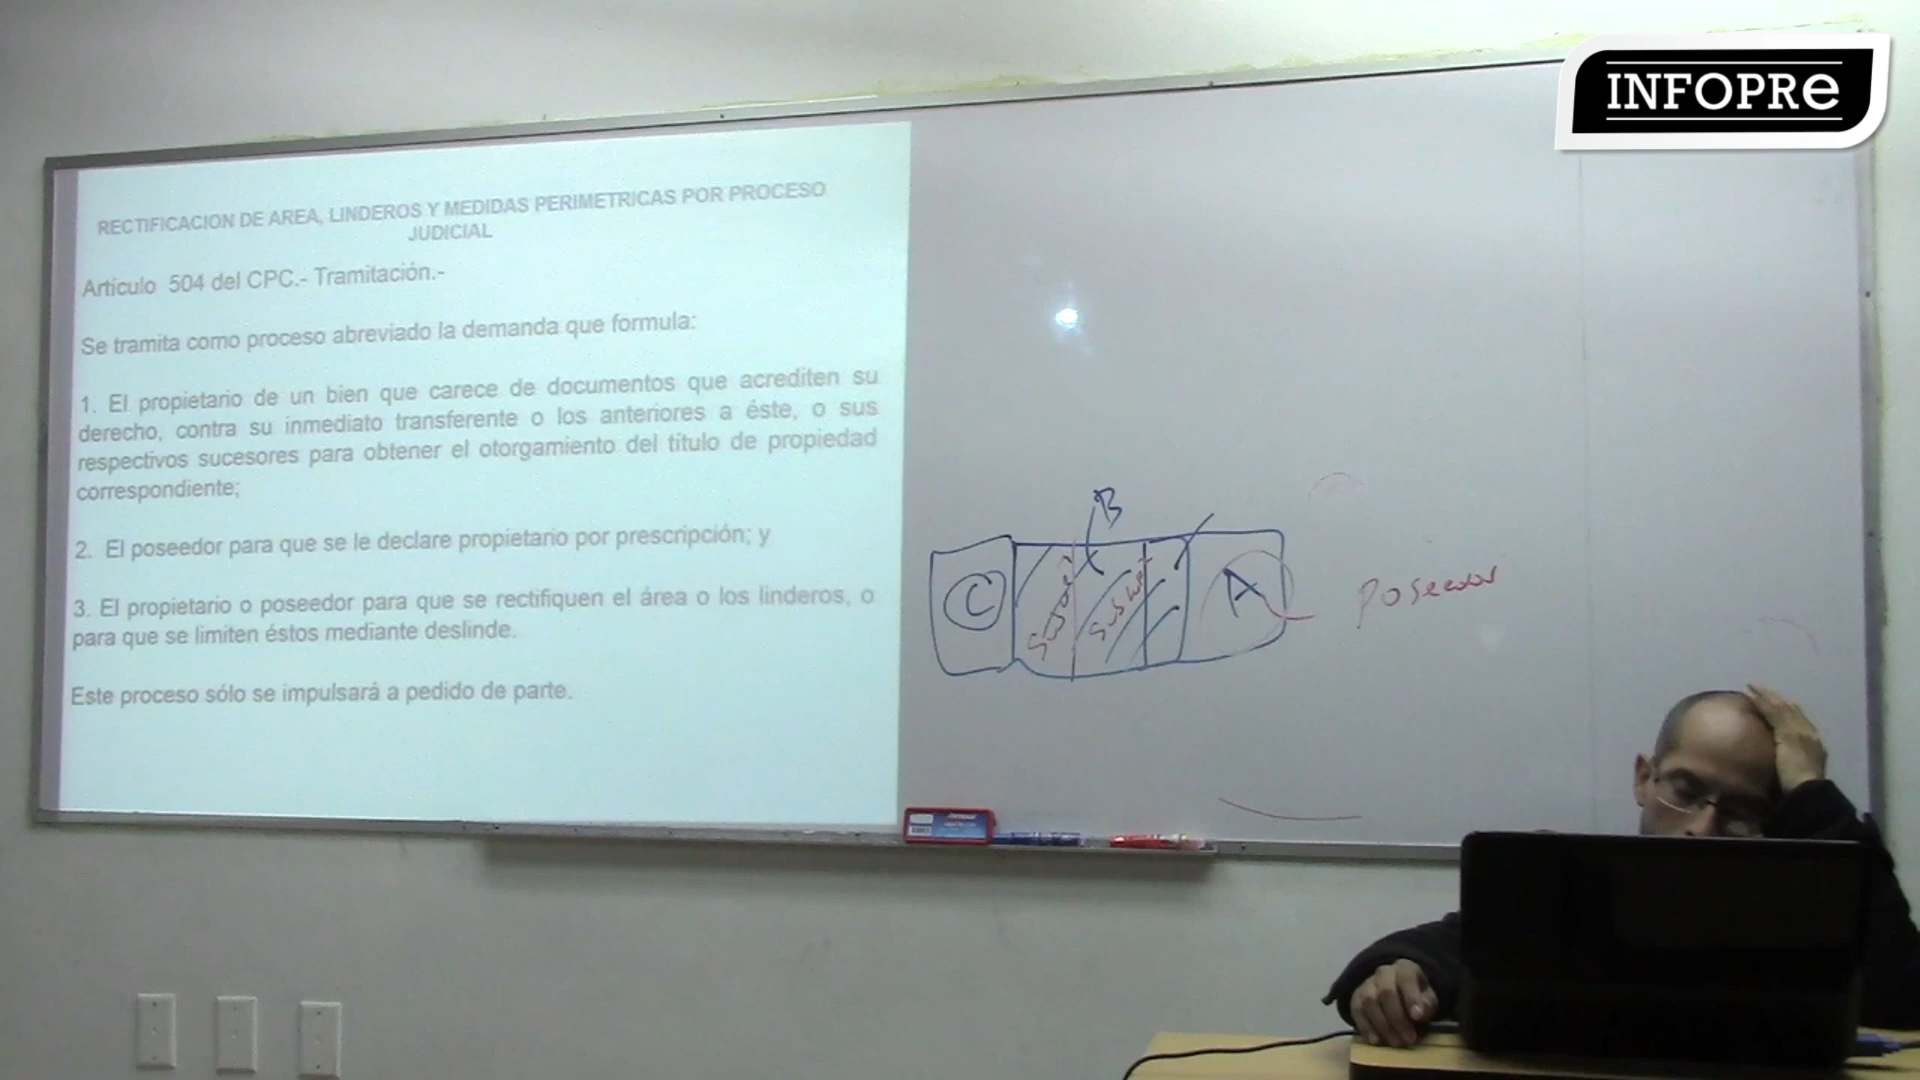 INFOPRe
RECTIFICACION DE AREA, LINDEROS Y MEDIDAS PERIMETRICAS POR PROCESO
JUDICIAL
Artículo 504 del CPC.- Tramitación.-
Se tramita como proceso abreviado la demanda que formula:
1. El propietario de un bien que carece de documentos que acrediten su
derecho, contra su inmediato transferente o los anteriores a éste, o sus
respectivos sucesores para obtener el otorgamiento del título de propiedad
correspondiente;
2. El poseedor para que se le declare propietario por prescripción; y
3. El propietario o poseedor para que se rectifiquen el área o los linderos, o
para que se limiten éstos mediante deslinde.
Este proceso sólo se impulsará a pedido de parte.
B
C
A
Poseedor